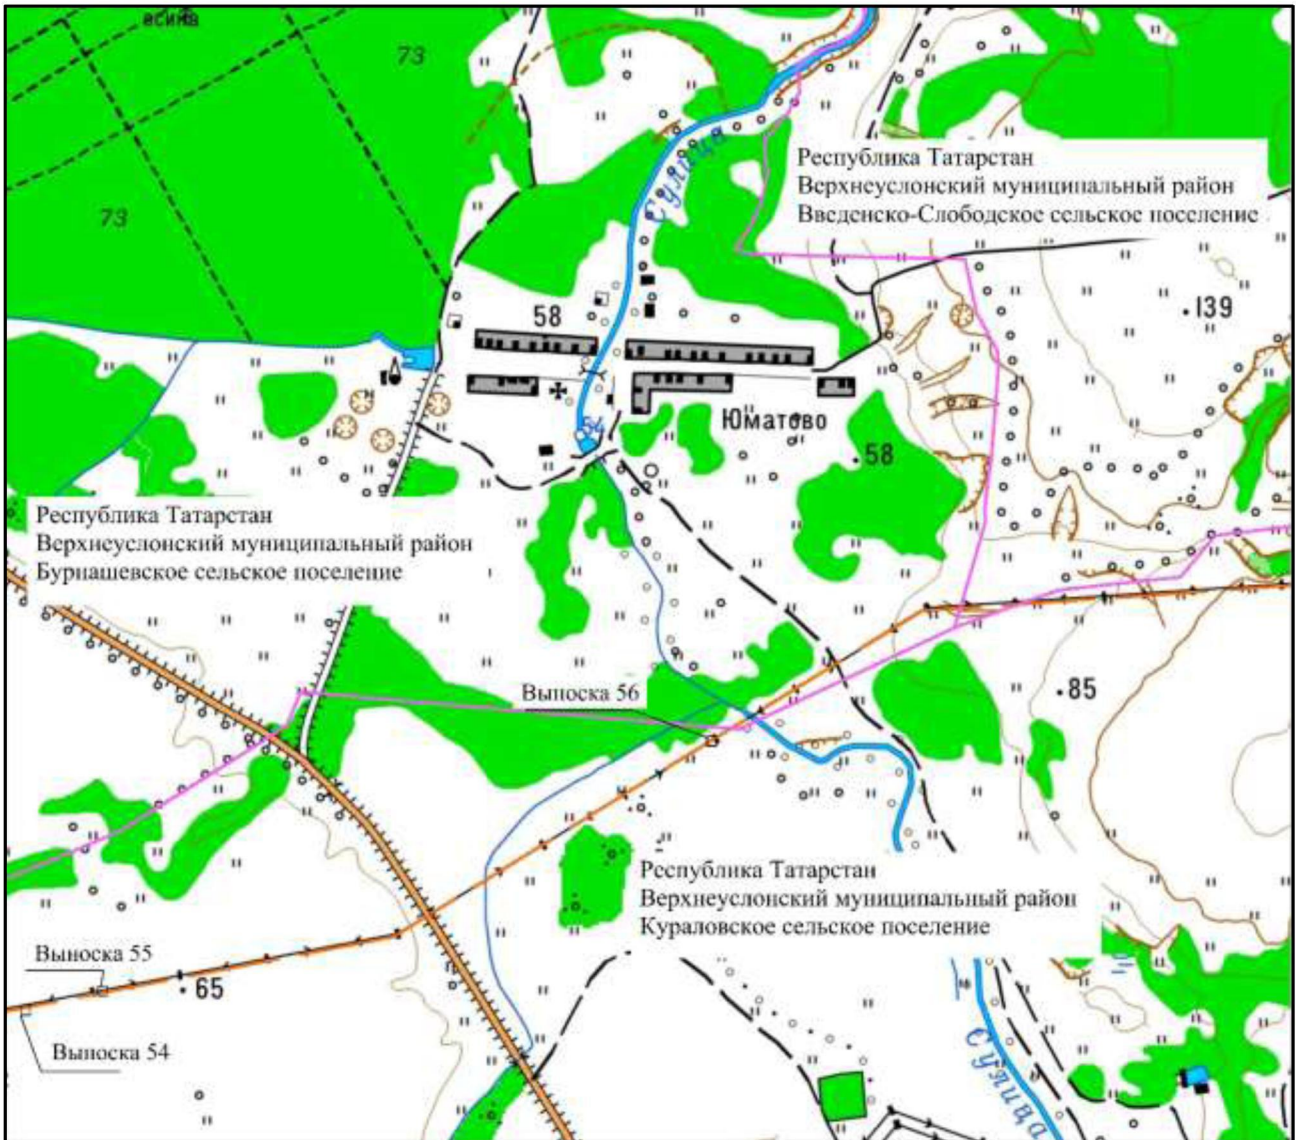 осина
73
73
Сулица
Республика Татарстан
Верхнеуслонский муниципальный район
Введенско-Слободское сельское поселение
139
58
54
Юматово
58
Республика Татарстан
Верхнеуслонский муниципальный район
Бурнашевское сельское поселение
Выноска 56
85
Республика Татарстан
Верхнеуслонский муниципальный район
Кураловское сельское поселение
Выноска 55
65
Выноска 54
Сулица